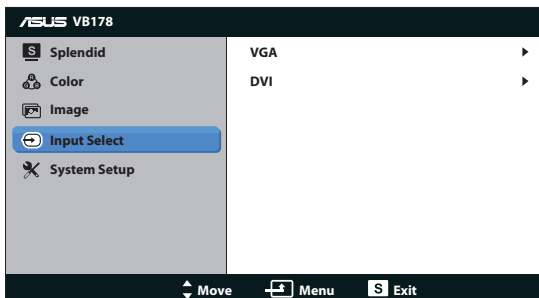 ASUS VB178
S Splendid
Color
Image
Input Select
System Setup
VGA
DVI
Move Menu S Exit